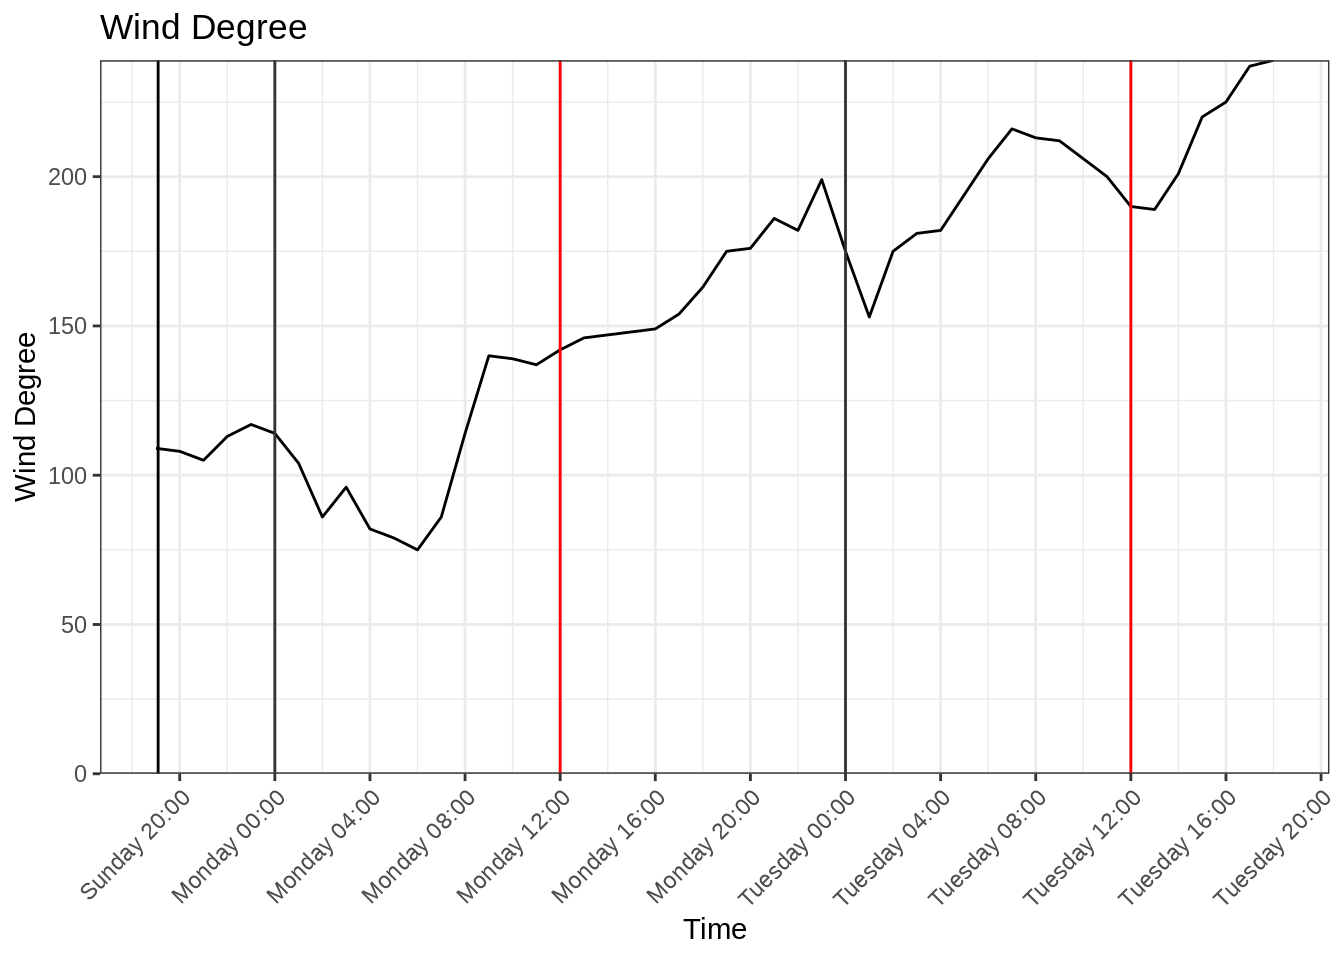 Wind Degree
Wind Degree
200
150
100
50
0
Sunday 20:00
Monday 00:00
Monday 04:00
Monday 08:00
Monday 12:00
Monday 16:00
Monday 20:00
Tuesday 00:00
Tuesday 04:00
Tuesday 08:00
Tuesday 12:00
Tuesday 16:00
Tuesday 20:00
Time